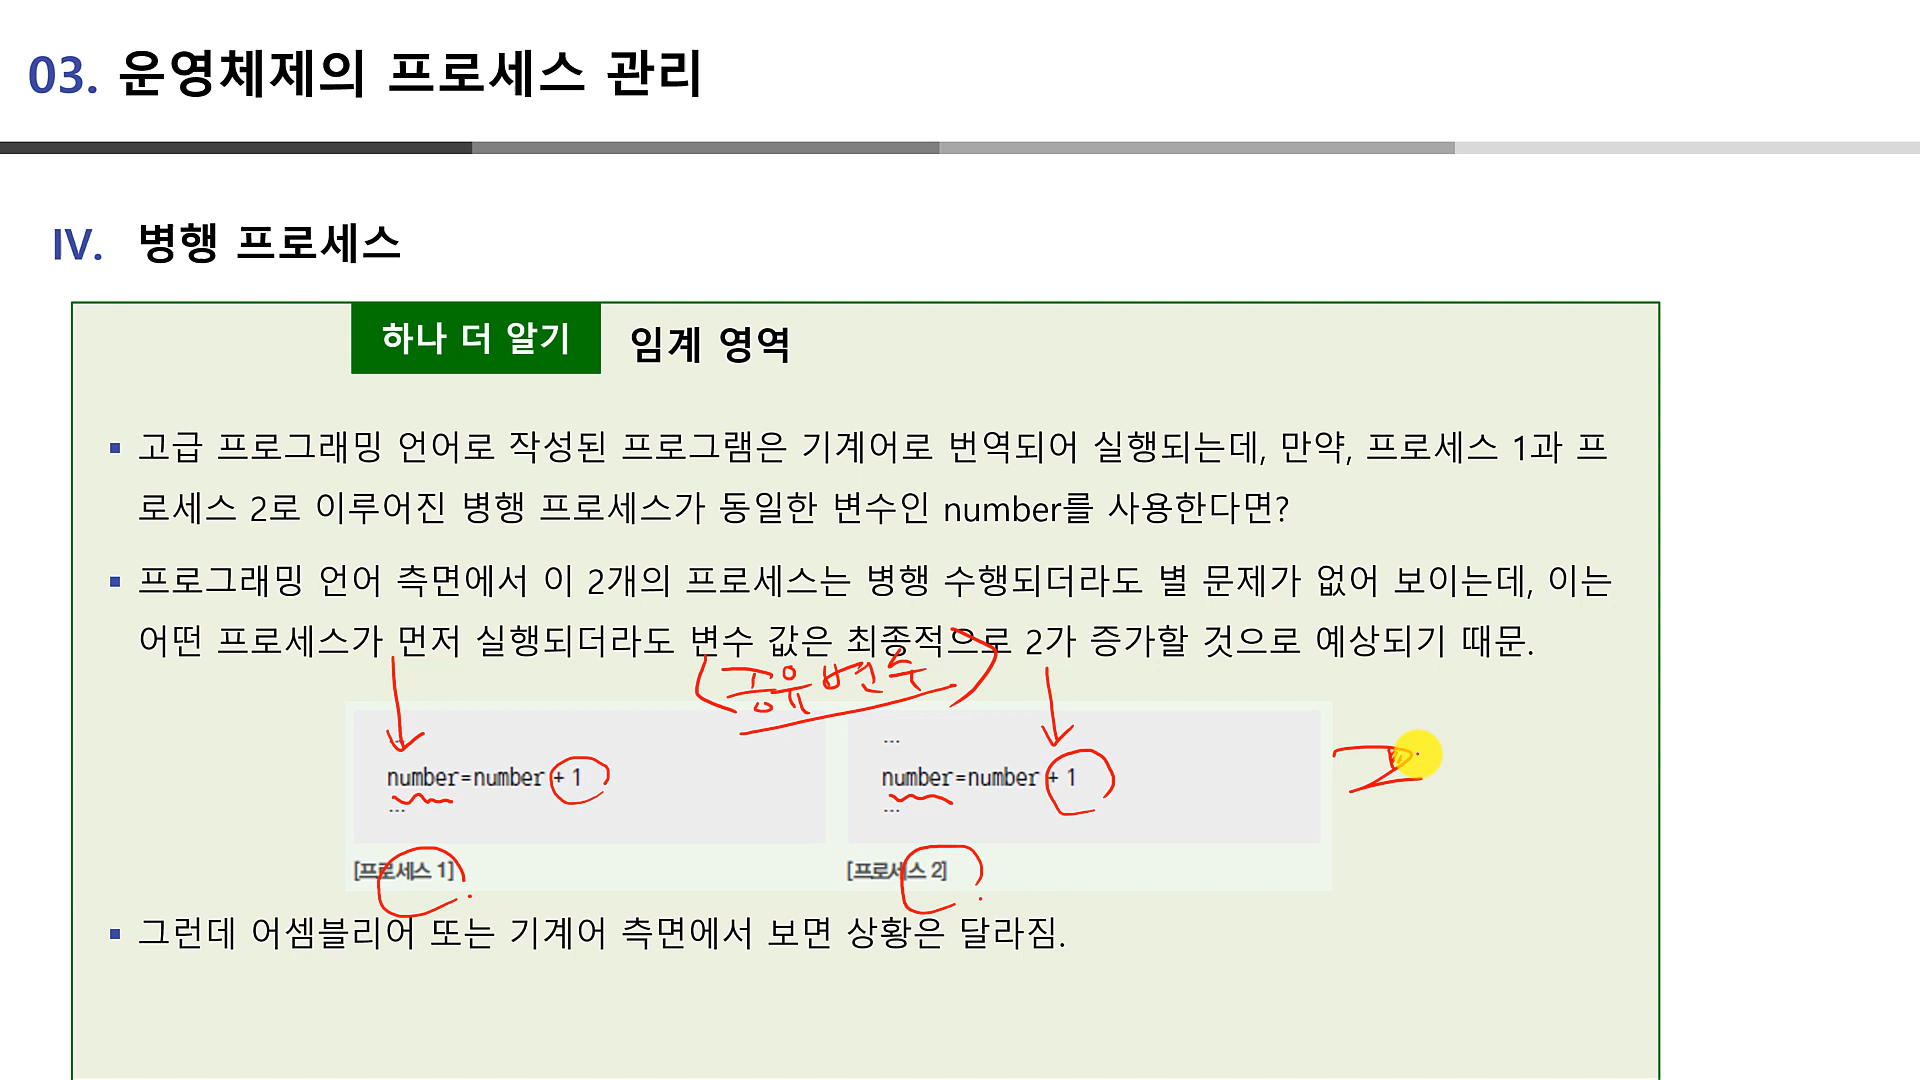 03. 운영체제의 프로세스 관리
IV. 병행 프로세스
하나 더 알기 임계 영역
고급 프로그래밍 언어로 작성된 프로그램은 기계어로 번역되어 실행되는데, 만약, 프로세스 1과 프
로세스 2로 이루어진 병행 프로세스가 동일한 변수인 number를 사용한다면?
프로그래밍 언어 측면에서 이 2개의 프로세스는 병행 수행되더라도 별 문제가 없어 보이는데, 이는
어떤 프로세스가 먼저 실행되더라도 변수 값은 최종적으로 2가 증가할 것으로 예상되기 때문.
(공유변수)
... ...
number=number + 1 number=number + 1 2
... ...
[프로세스 1] [프로세스 2]
그런데 어셈블리어 또는 기계어 측면에서 보면 상황은 달라짐.